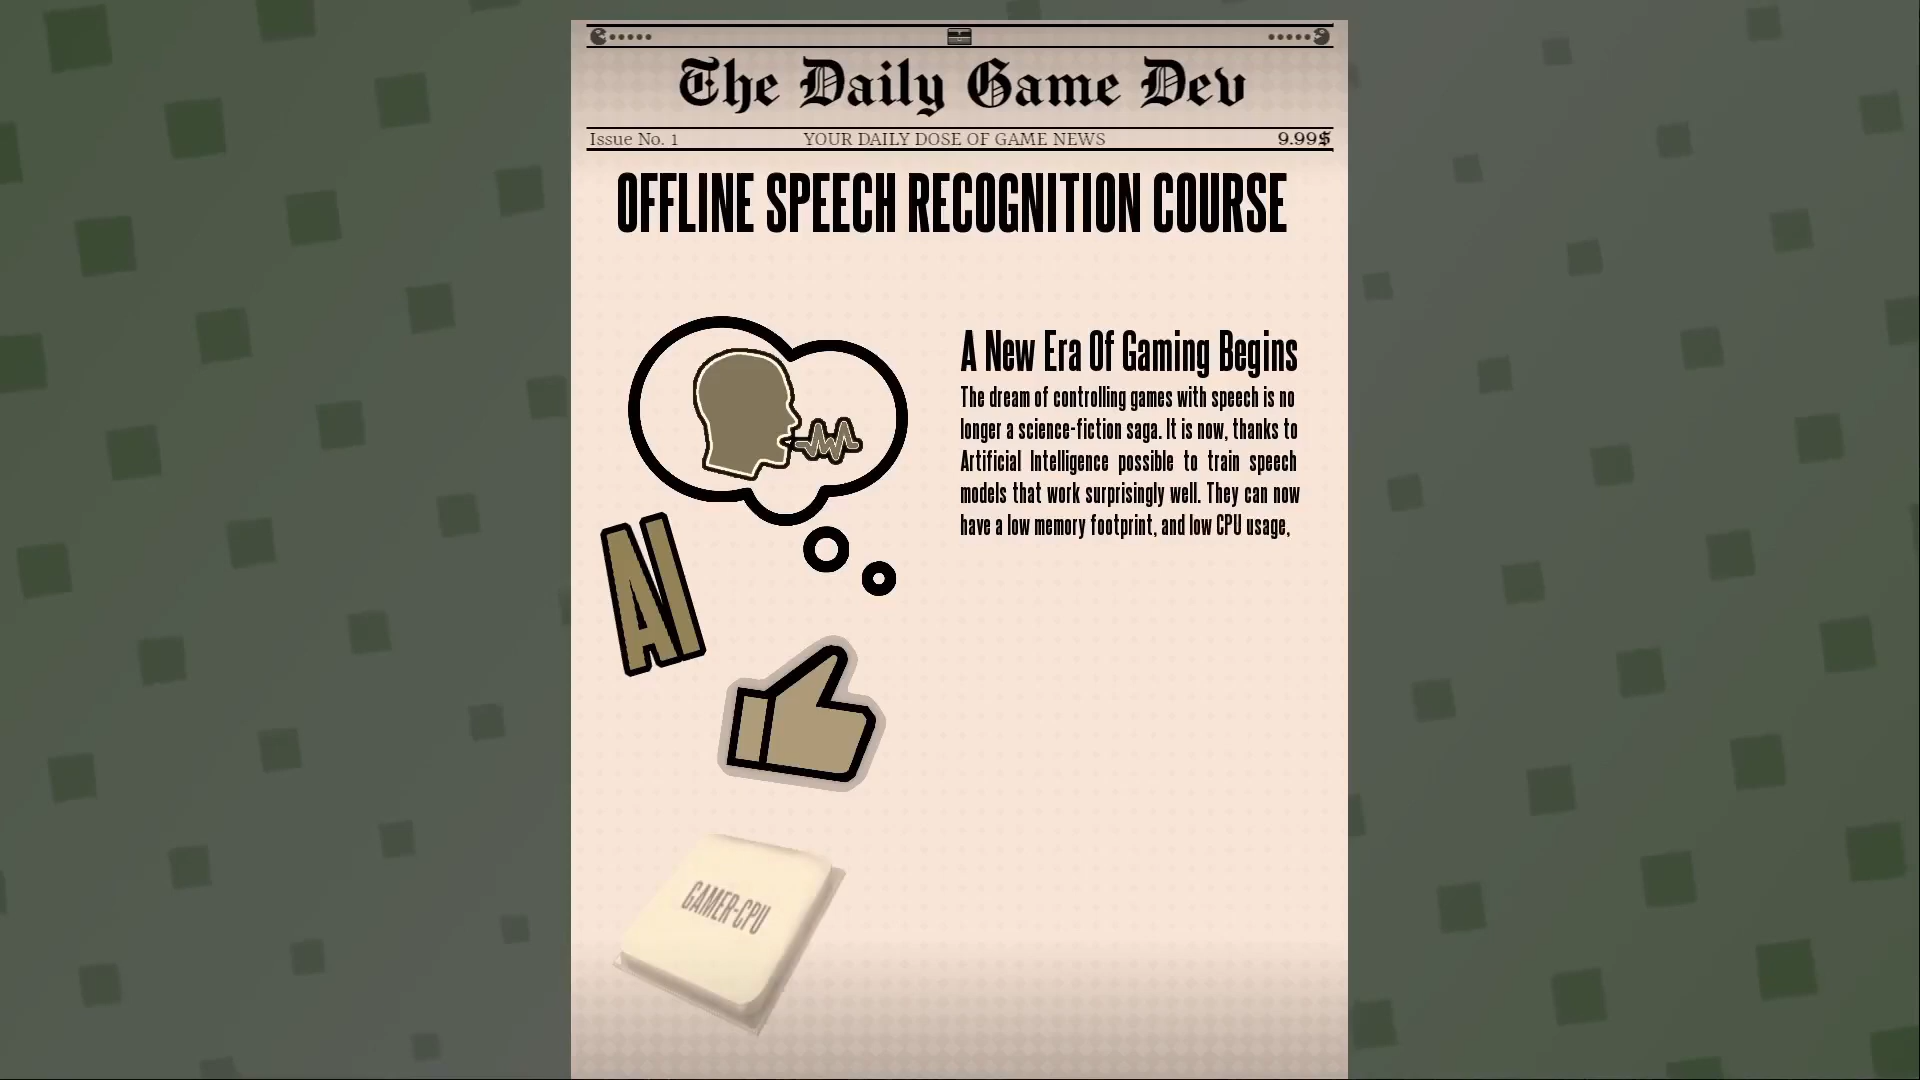 The Daily Game Dev
Issue No. 1 YOUR DAILY DOSE OF GAME NEWS 9.99$
OFFLINE SPEECH RECOGNITION COURSE
A New Era Of Gaming Begins
The dream of controlling games with speech is no
longer a science-fiction saga. It is now, thanks to
Artificial Intelligence possible to train speech
models that work surprisingly well. They can now
have a low memory footprint, and low CPU usage,
AI
GAMER-CPU